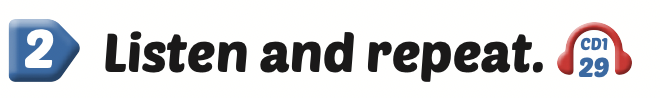 2 Listen and repeat. CD1
29